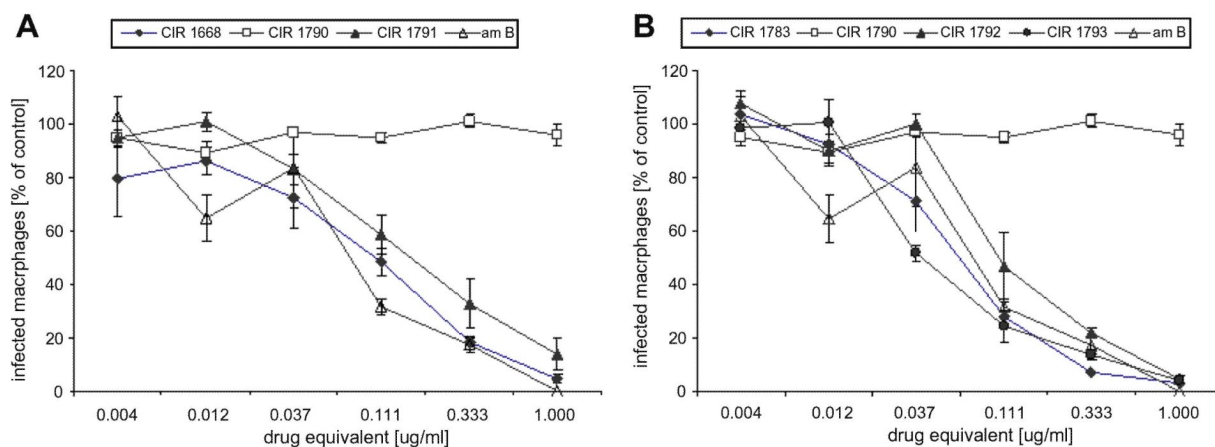 A
CIR 1668 CIR 1790 CIR 1791 am B
infected macrphages [% of control]
120
100
80
60
40
20
0
0.004 0.012 0.037 0.111 0.333 1.000
drug equivalent [ug/ml]
B
CIR 1783 CIR 1790 CIR 1792 CIR 1793 am B
infected macrphages [% of control]
120
100
80
60
40
20
0
0.004 0.012 0.037 0.111 0.333 1.000
drug equivalent [ug/ml]